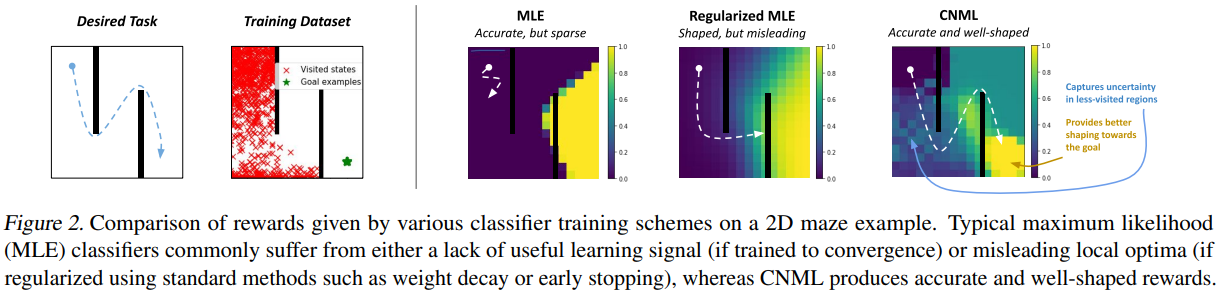 Desired Task
Training Dataset
Visited states
Goal examples
MLE
Accurate, but sparse
1.0
0.8
0.6
0.4
0.2
0.0
Regularized MLE
Shaped, but misleading
1.0
0.8
0.6
0.4
0.2
0.0
CNML
Accurate and well-shaped
1.0
0.8
0.6
0.4
0.2
0.0
Captures uncertainty
in less-visited regions
Provides better
shaping towards
the goal
Figure 2. Comparison of rewards given by various classifier training schemes on a 2D maze example. Typical maximum likelihood
(MLE) classifiers commonly suffer from either a lack of useful learning signal (if trained to convergence) or misleading local optima (if
regularized using standard methods such as weight decay or early stopping), whereas CNML produces accurate and well-shaped rewards.